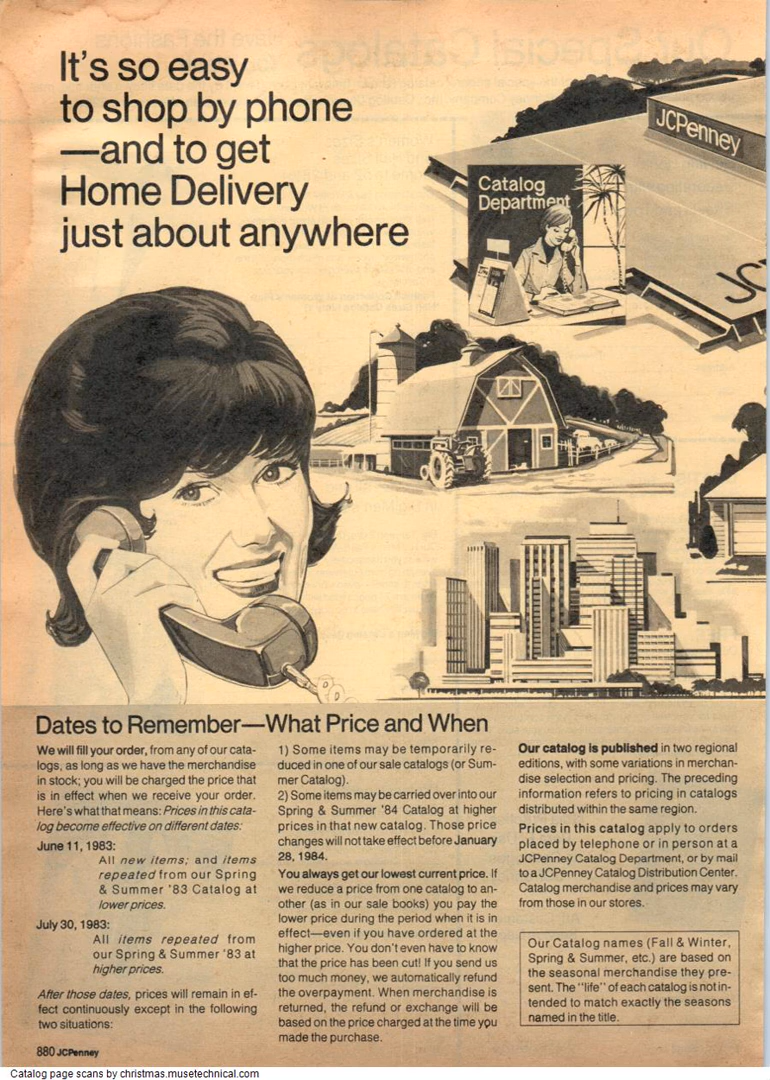 It's so easy
to shop by phone
—and to get
Home Delivery
just about anywhere
JCPenney
Catalog
Department
JC
Dates to Remember—What Price and When
We will fill your order, from any of our cata-
logs, as long as we have the merchandise
in stock; you will be charged the price that
is in effect when we receive your order.
Here's what that means: Prices in this cata-
log become effective on different dates:
June 11, 1983:
All new items; and items
repeated from our Spring
& Summer '83 Catalog at
lower prices.
July 30, 1983:
All items repeated from
our Spring & Summer '83 at
higher prices.
After those dates, prices will remain in ef-
fect continuously except in the following
two situations:
1) Some items may be temporarily re-
duced in one of our sale catalogs (or Sum-
mer Catalog).
2) Some items may be carried over into our
Spring & Summer '84 Catalog at higher
prices in that new catalog. Those price
changes will not take effect before January
28, 1984.
You always get our lowest current price. If
we reduce a price from one catalog to an-
other (as in our sale books) you pay the
lower price during the period when it is in
effect—even if you have ordered at the
higher price. You don't even have to know
that the price has been cut! If you send us
too much money, we automatically refund
the overpayment. When merchandise is
returned, the refund or exchange will be
based on the price charged at the time you
made the purchase.
Our catalog is published in two regional
editions, with some variations in merchan-
dise selection and pricing. The preceding
information refers to pricing in catalogs
distributed within the same region.
Prices in this catalog apply to orders
placed by telephone or in person at a
JCPenney Catalog Department, or by mail
to a JCPenney Catalog Distribution Center.
Catalog merchandise and prices may vary
from those in our stores.
Our Catalog names (Fall & Winter,
Spring & Summer, etc.) are based on
the seasonal merchandise they pre-
sent. The "life" of each catalog is not in-
tended to match exactly the seasons
named in the title.
880 JCPenney
Catalog page scans by christmas.musetechnical.com